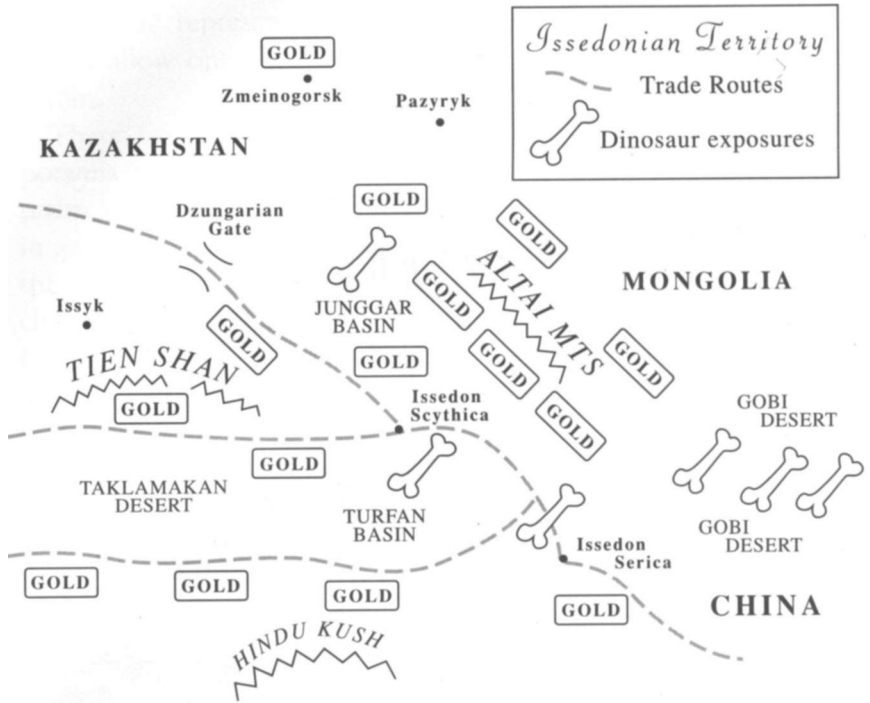 Issedonian Territory
Trade Routes
Dinosaur exposures
GOLD
Zmeinogorsk
Pazyryk
KAZAKHSTAN
GOLD
Dzungarian
Gate
GOLD
ALTAI MTS
MONGOLIA
GOLD
JUNGGAR
BASIN
Issyk
GOLD
TIEN SHAN
GOLD
GOLD
GOLD
GOLD
Issedon
Scythica
GOLD
GOBI
DESERT
GOLD
TAKLAMAKAN
DESERT
TURFAN
BASIN
GOBI
DESERT
Issedon
Serica
GOLD
GOLD
GOLD
GOLD
CHINA
HINDU KUSH